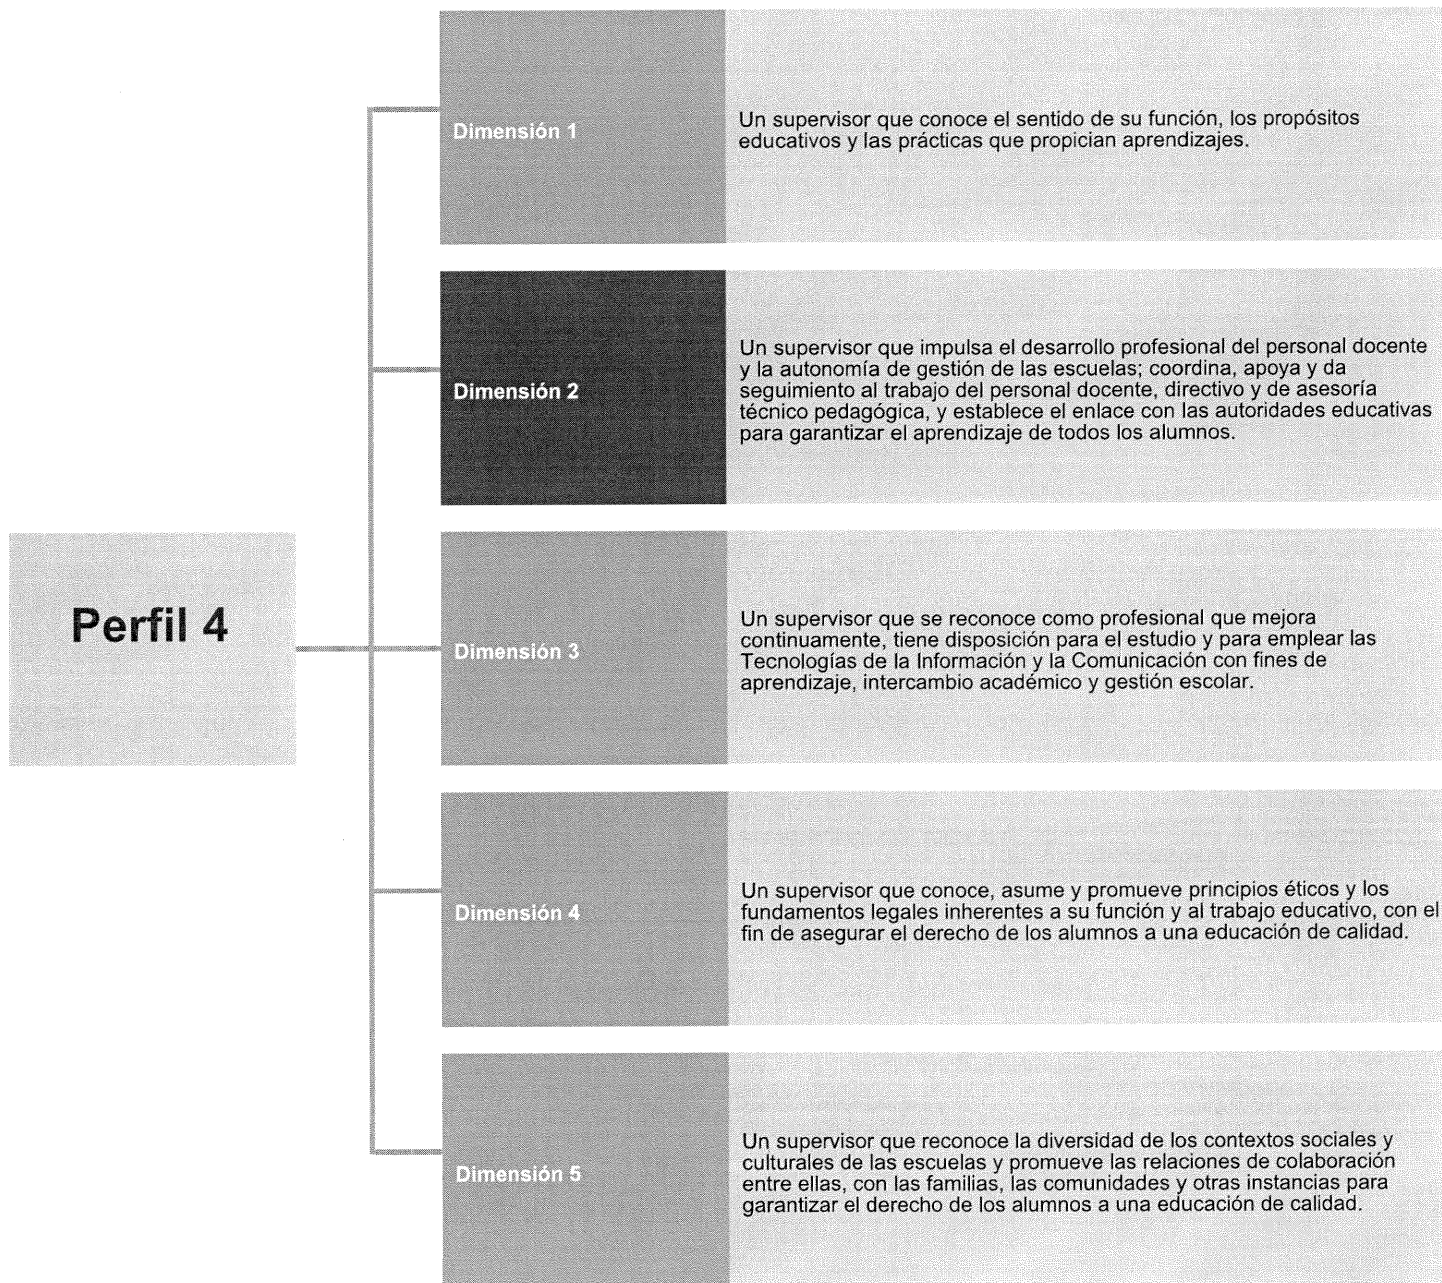 Dimensión 1
Un supervisor que conoce el sentido de su función, los propósitos
educativos y las prácticas que propician aprendizajes.
Dimensión 2
Un supervisor que impulsa el desarrollo profesional del personal docente
y la autonomía de gestión de las escuelas; coordina, apoya y da
seguimiento al trabajo del personal docente, directivo y de asesoría
técnico pedagógica, y establece el enlace con las autoridades educativas
para garantizar el aprendizaje de todos los alumnos.
Perfil 4
Dimensión 3
Un supervisor que se reconoce como profesional que mejora
continuamente, tiene disposición para el estudio y para emplear las
Tecnologías de la Información y la Comunicación con fines de
aprendizaje, intercambio académico y gestión escolar.
Dimensión 4
Un supervisor que conoce, asume y promueve principios éticos y los
fundamentos legales inherentes a su función y al trabajo educativo, con el
fin de asegurar el derecho de los alumnos a una educación de calidad.
Dimensión 5
Un supervisor que reconoce la diversidad de los contextos sociales y
culturales de las escuelas y promueve las relaciones de colaboración
entre ellas, con las familias, las comunidades y otras instancias para
garantizar el derecho de los alumnos a una educación de calidad.